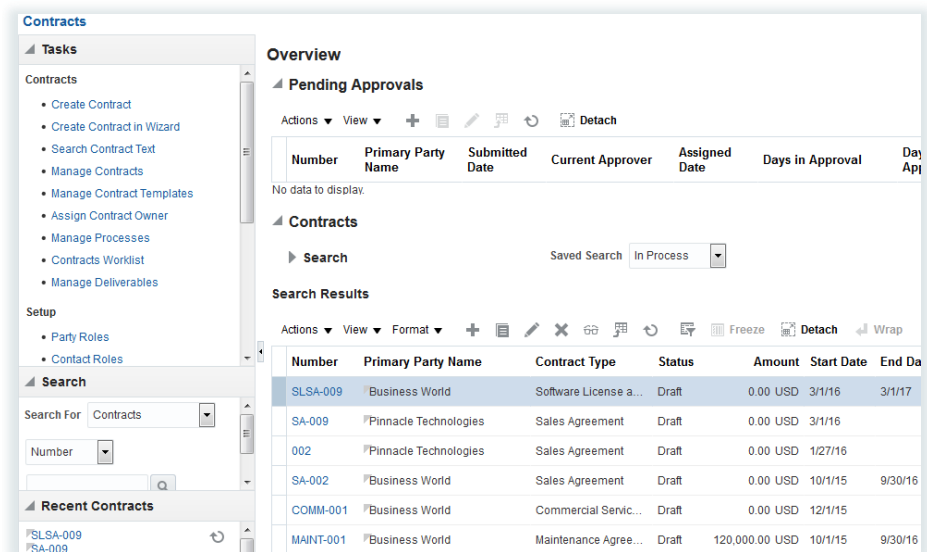 Contracts
Tasks
Contracts
Create Contract
Create Contract in Wizard
Search Contract Text
Manage Contracts
Manage Contract Templates
Assign Contract Owner
Manage Processes
Contracts Worklist
Manage Deliverables
Setup
Party Roles
Contact Roles
Search
Search For Contracts
Number
Recent Contracts
SLSA-009
SA-009
Overview
Pending Approvals
Actions View Detach
Number Primary Party Name Submitted Date Current Approver Assigned Date Days in Approval Day App
No data to display.
Contracts
Search Saved Search In Process
Search Results
Actions View Format Freeze Detach Wrap
Number Primary Party Name Contract Type Status Amount Start Date End Da
SLSA-009 Business World Software License a... Draft 0.00 USD 3/1/16 3/1/17
SA-009 Pinnacle Technologies Sales Agreement Draft 0.00 USD 3/1/16
002 Pinnacle Technologies Sales Agreement Draft 0.00 USD 1/27/16
SA-002 Business World Sales Agreement Draft 0.00 USD 10/1/15 9/30/16
COMM-001 Business World Commercial Servic... Draft 0.00 USD 12/1/15
MAINT-001 Business World Maintenance Agree... Draft 120,000.00 USD 10/1/15 9/30/16